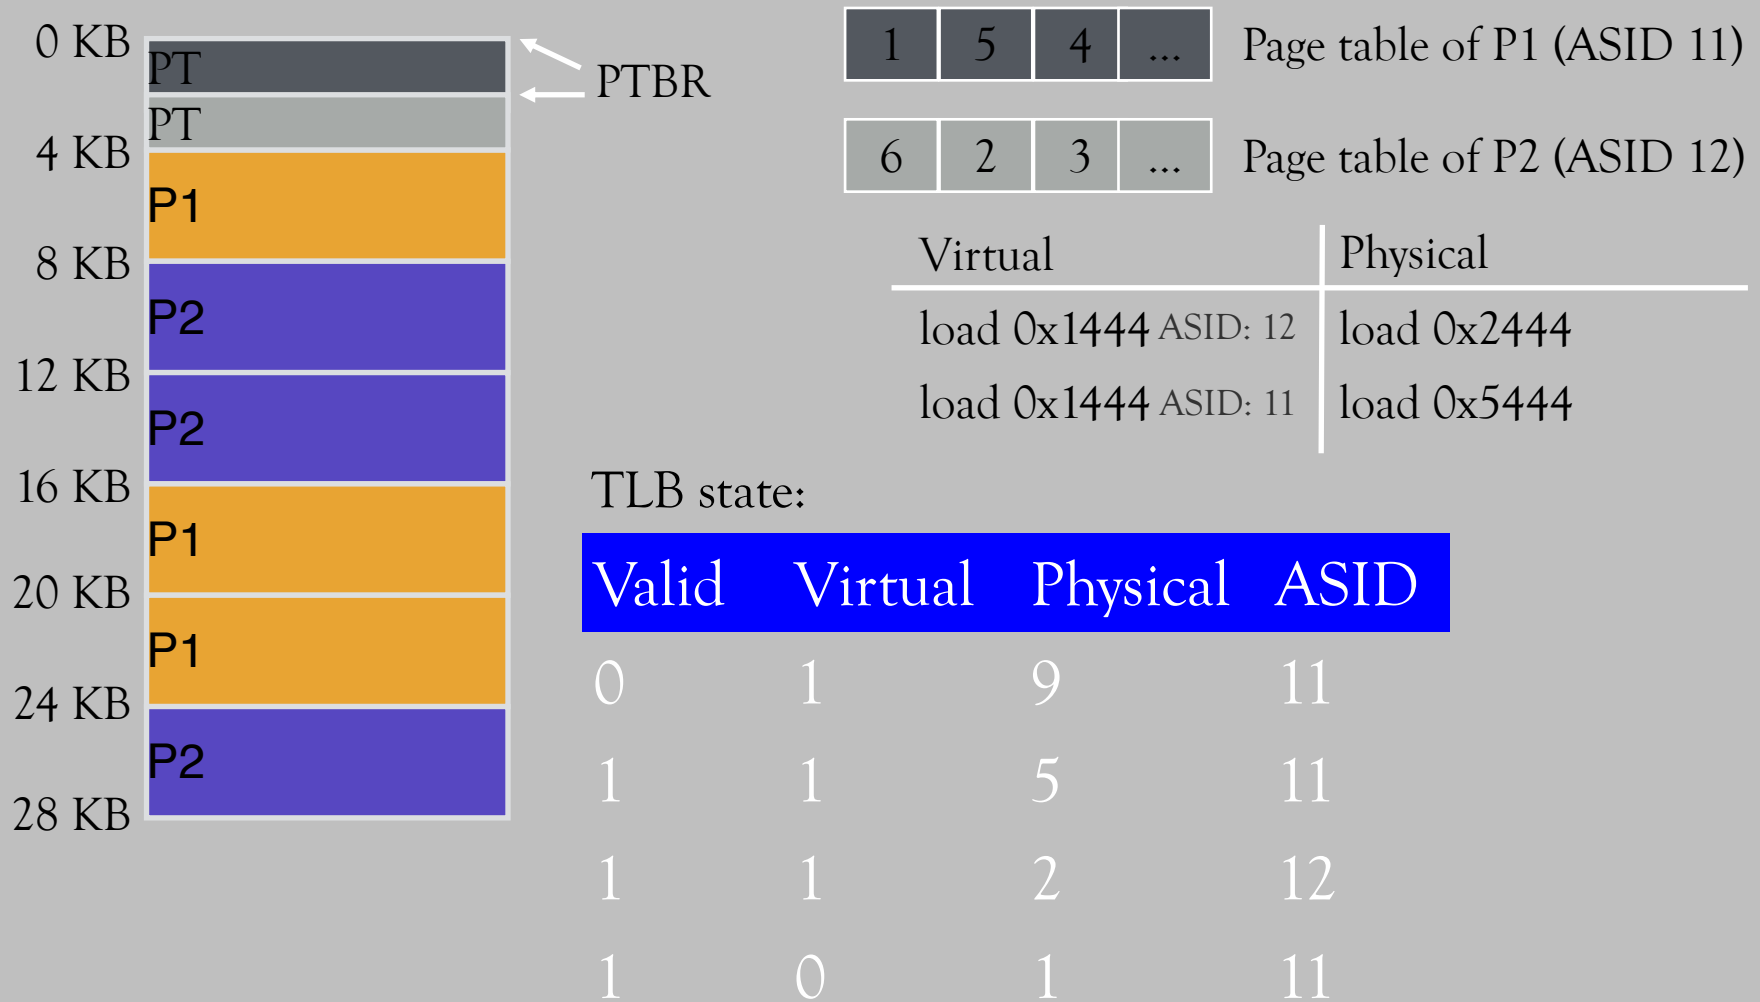 0 KB
PT
PT
4 KB
P1
8 KB
P2
12 KB
P2
16 KB
P1
20 KB
P1
24 KB
P2
28 KB
PTBR
1 5 4 ... Page table of P1 (ASID 11)
6 2 3 ... Page table of P2 (ASID 12)
Virtual Physical
load 0x1444 ASID: 12 load 0x2444
load 0x1444 ASID: 11 load 0x5444
TLB state:
Valid Virtual Physical ASID
0 1 9 11
1 1 5 11
1 1 2 12
1 0 1 11